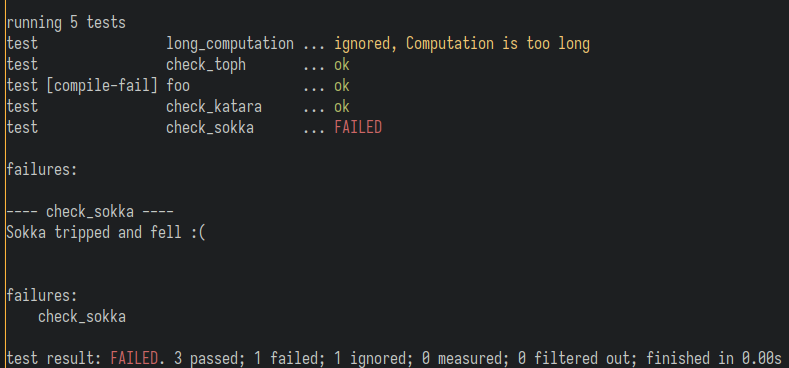 running 5 tests
test                long_computation ... ignored, Computation is too long
test                check_toph       ... ok
test [compile-fail] foo              ... ok
test                check_katara     ... ok
test                check_sokka      ... FAILED
failures:
---- check_sokka ----
Sokka tripped and fell :(
failures:
    check_sokka
test result: FAILED. 3 passed; 1 failed; 1 ignored; 0 measured; 0 filtered out; finished in 0.00s